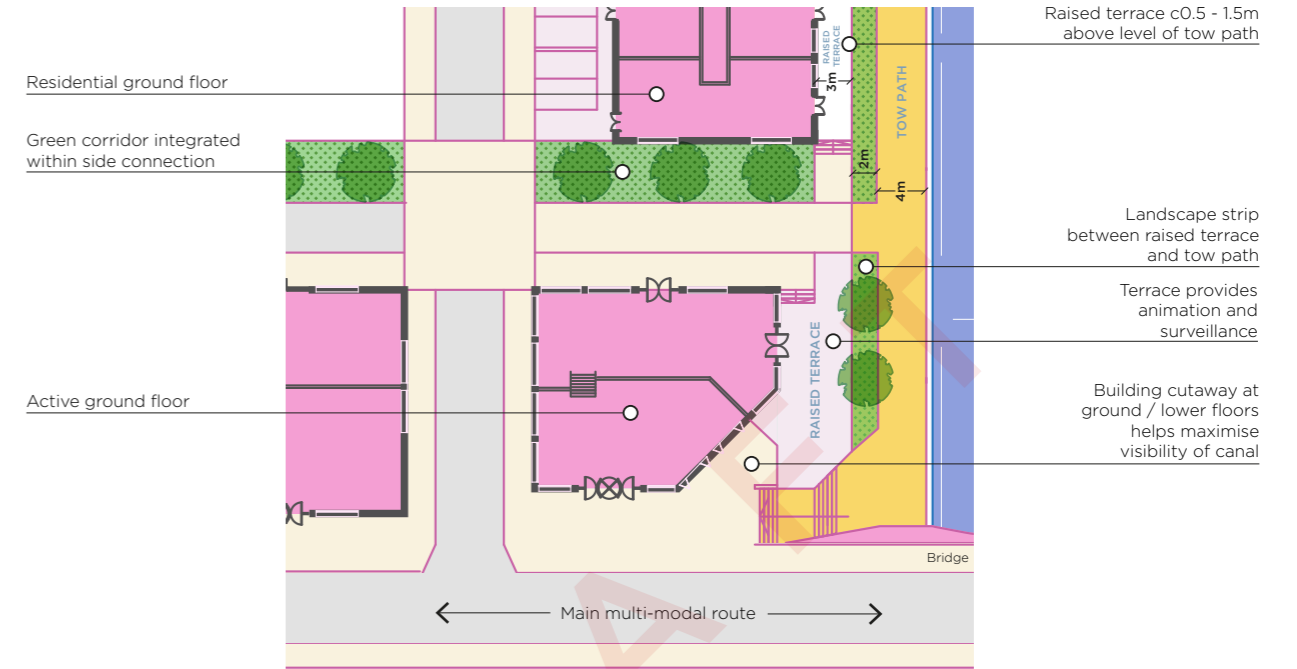 Raised terrace c0.5 - 1.5m
above level of tow path
Residential ground floor
Green corridor integrated
within side connection
RAISED
TERRACE
3m
TOW PATH
2m
4m
Landscape strip
between raised terrace
and tow path
Terrace provides
animation and
surveillance
RAISED TERRACE
Active ground floor
Building cutaway at
ground / lower floors
helps maximise
visibility of canal
Bridge
Main multi-modal route
A F T